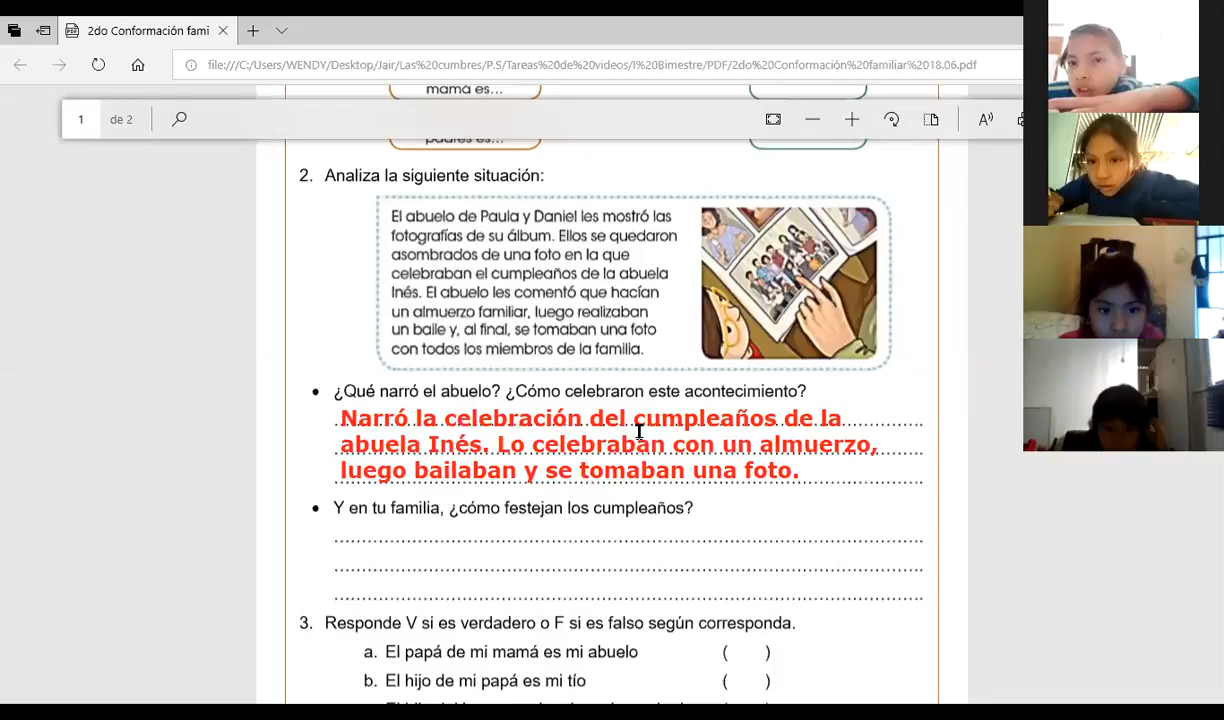 2do Conformación fami
file:///C:/Users/WENDY/Desktop/Jair/Las%20cumbres/P.S/Tareas%20de%20videos/I%20Bimestre/PDF/2do%20Conformación%20familiar%2018.06.pdf
mamá es...
1 de 2
padres es...
2. Analiza la siguiente situación:
El abuelo de Paula y Daniel les mostró las
fotografías de su álbum. Ellos se quedaron
asombrados de una foto en la que
celebraban el cumpleaños de la abuela
Inés. El abuelo les comentó que hacían
un almuerzo familiar, luego realizaban
un baile y, al final, se tomaban una foto
con todos los miembros de la familia.
• ¿Qué narró el abuelo? ¿Cómo celebraron este acontecimiento?
Narró la celebración del cumpleaños de la
abuela Inés. Lo celebraban con un almuerzo,
luego bailaban y se tomaban una foto.
• Y en tu familia, ¿cómo festejan los cumpleaños?
3. Responde V si es verdadero o F si es falso según corresponda.
a. El papá de mi mamá es mi abuelo ( )
b. El hijo de mi papá es mi tío ( )